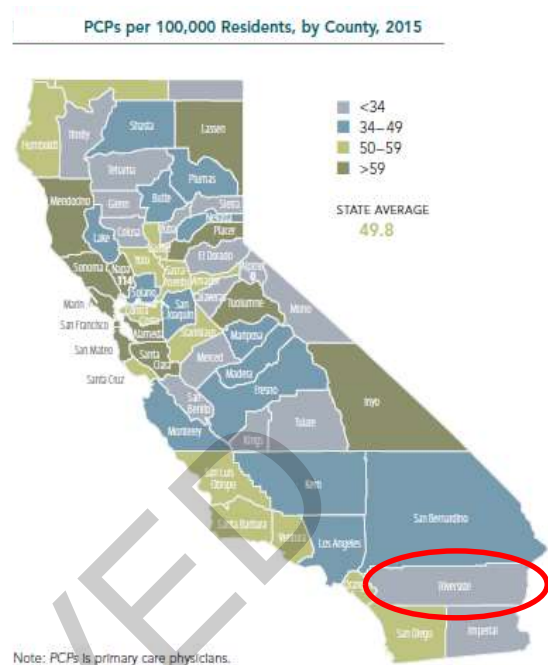 PCPs per 100,000 Residents, by County, 2015
<34
34–49
50–59
>59
STATE AVERAGE
49.8
Shasta
Lassen
Trinity
Humboldt
Tehama
Plumas
Butte
Glenn
Sierra
Mendocino
Nevada
Colusa
Placer
Lake
El Dorado
Yolo
Alpine
0
Sonoma
Napa
114
Amador
Solano
Calaveras
Mono
Marin
San Joaquin
Tuolumne
San Francisco
Alameda
Stanislaus
Mariposa
San Mateo
Santa Clara
Merced
Madera
Santa Cruz
Fresno
Inyo
San Benito
Tulare
Monterey
Kings
San Luis Obispo
Kern
San Bernardino
Santa Barbara
Ventura
Los Angeles
Riverside
San Diego
Imperial
Note: PCPs is primary care physicians.